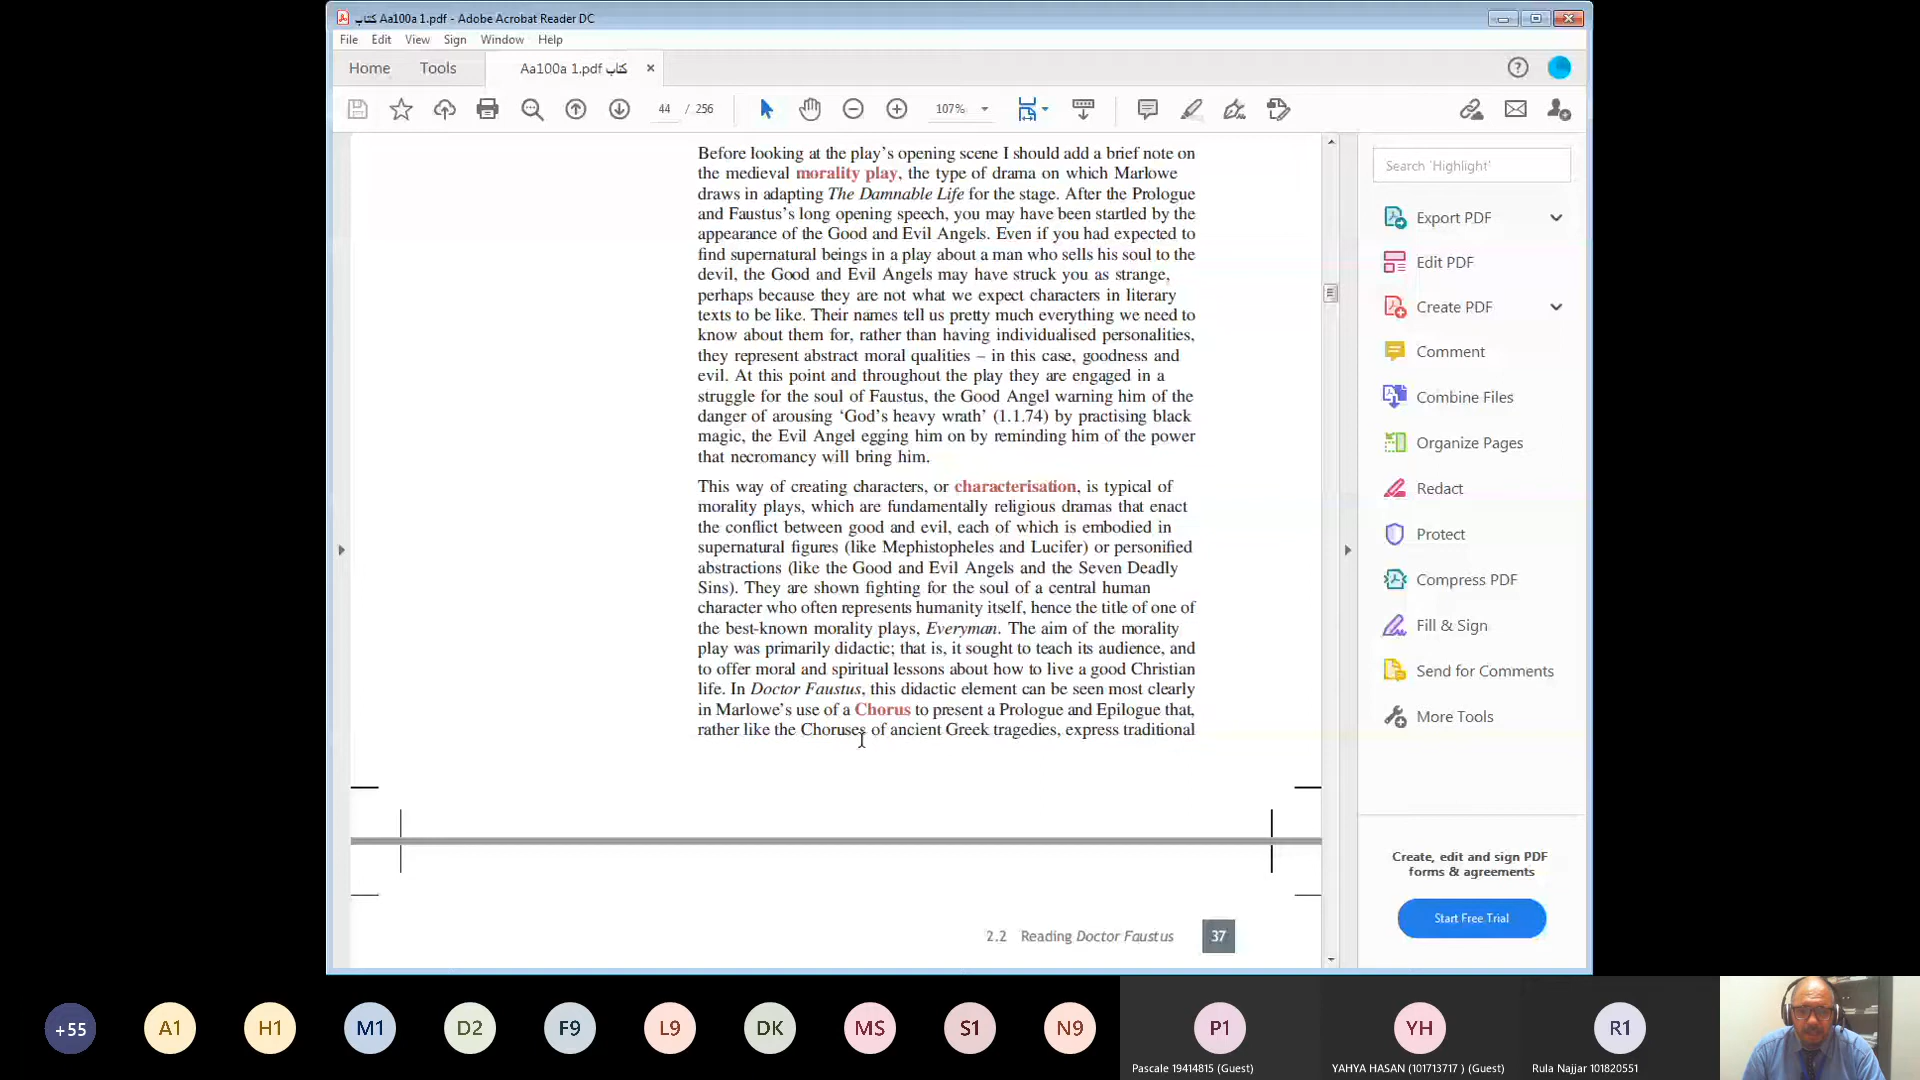 كتاب Aa100a 1.pdf - Adobe Acrobat Reader DC
File Edit View Sign Window Help
Home Tools كتاب Aa100a 1.pdf
44 / 256 107%
Before looking at the play’s opening scene I should add a brief note on
the medieval morality play, the type of drama on which Marlowe
draws in adapting The Damnable Life for the stage. After the Prologue
and Faustus’s long opening speech, you may have been startled by the
appearance of the Good and Evil Angels. Even if you had expected to
find supernatural beings in a play about a man who sells his soul to the
devil, the Good and Evil Angels may have struck you as strange,
perhaps because they are not what we expect characters in literary
texts to be like. Their names tell us pretty much everything we need to
know about them for, rather than having individualised personalities,
they represent abstract moral qualities – in this case, goodness and
evil. At this point and throughout the play they are engaged in a
struggle for the soul of Faustus, the Good Angel warning him of the
danger of arousing ‘God’s heavy wrath’ (1.1.74) by practising black
magic, the Evil Angel egging him on by reminding him of the power
that necromancy will bring him.
This way of creating characters, or characterisation, is typical of
morality plays, which are fundamentally religious dramas that enact
the conflict between good and evil, each of which is embodied in
supernatural figures (like Mephistopheles and Lucifer) or personified
abstractions (like the Good and Evil Angels and the Seven Deadly
Sins). They are shown fighting for the soul of a central human
character who often represents humanity itself, hence the title of one of
the best-known morality plays, Everyman. The aim of the morality
play was primarily didactic; that is, it sought to teach its audience, and
to offer moral and spiritual lessons about how to live a good Christian
life. In Doctor Faustus, this didactic element can be seen most clearly
in Marlowe’s use of a Chorus to present a Prologue and Epilogue that,
rather like the Choruses of ancient Greek tragedies, express traditional
2.2 Reading Doctor Faustus 37
Search 'Highlight'
Export PDF
Edit PDF
Create PDF
Comment
Combine Files
Organize Pages
Redact
Protect
Compress PDF
Fill & Sign
Send for Comments
More Tools
Create, edit and sign PDF
forms & agreements
Start Free Trial
+55 A1 H1 M1 D2 F9 L9 DK MS S1 N9 P1 YH R1
Pascale 19414815 (Guest) YAHYA HASAN (101713717 ) (Guest) Rula Najjar 101820551